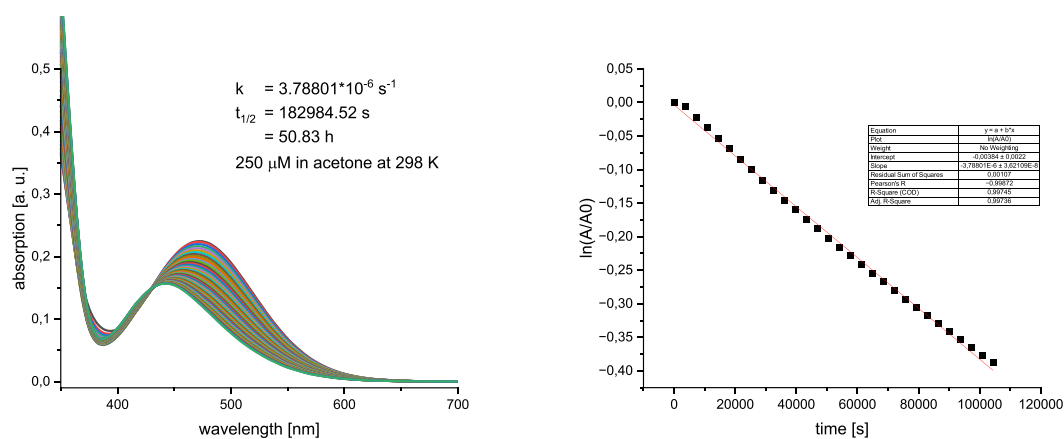 k = 3.78801*10-6 s-1
t1/2 = 182984.52 s
= 50.83 h
250 μM in acetone at 298 K
absorption [a. u.]
0,5
0,4
0,3
0,2
0,1
0,0
400
500
600
700
wavelength [nm]
ln(A/A0)
0,05
0,00
−0,05
−0,10
−0,15
−0,20
−0,25
−0,30
−0,35
−0,40
0
20000
40000
60000
80000
100000
120000
time [s]
Equation y = a + b*x
Plot ln(A/A0)
Weight No Weighting
Intercept -0,00384 ± 0,0022
Slope -3,78801E-6 ± 3,62109E-8
Residual Sum of Squares 0,00107
Pearson's R −0,99872
R-Square (COD) 0,99745
Adj. R-Square 0,99736